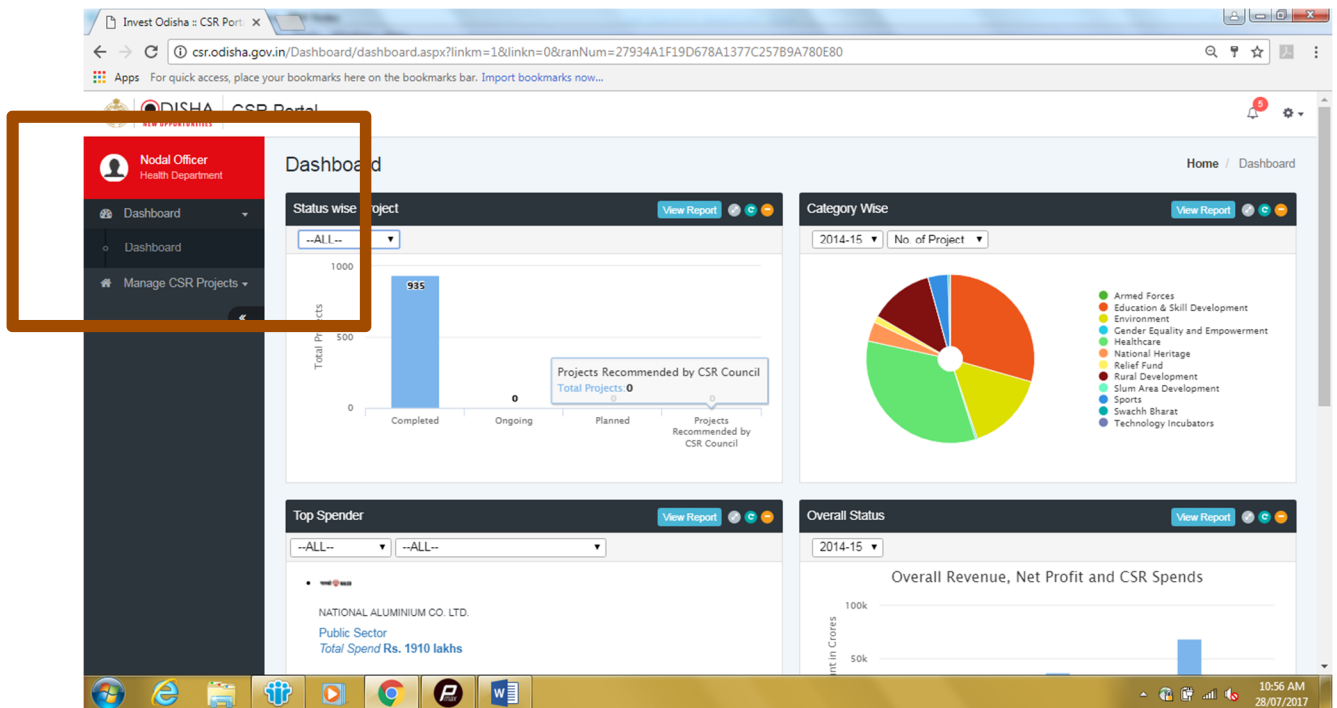 Invest Odisha :: CSR Port
csr.odisha.gov.in/Dashboard/dashboard.aspx?linkm=1&linkn=0&ranNum=27934A1F19D678A1377C257B9A780E80
Apps For quick access, place your bookmarks here on the bookmarks bar. Import bookmarks now...
ODISHA CSR Portal
NEW OPPORTUNITIES
5
Nodal Officer
Health Department
Dashboard
Dashboard
Manage CSR Projects
Dashboard
Home / Dashboard
Status wise Project
View Report
--ALL--
1000
500
0
Total Projects
935
0
0
0
Projects Recommended by CSR Council
Total Projects:0
Completed
Ongoing
Planned
Projects
Recommended by
CSR Council
Category Wise
View Report
2014-15
No. of Project
Armed Forces
Education & Skill Development
Environment
Gender Equality and Empowerment
Healthcare
National Heritage
Relief Fund
Rural Development
Slum Area Development
Sports
Swachh Bharat
Technology Incubators
Top Spender
View Report
--ALL--
--ALL--
NATIONAL ALUMINIUM CO. LTD.
Public Sector
Total Spend Rs. 1910 lakhs
Overall Status
View Report
2014-15
Overall Revenue, Net Profit and CSR Spends
100k
50k
in Crores
10:56 AM
28/07/2017